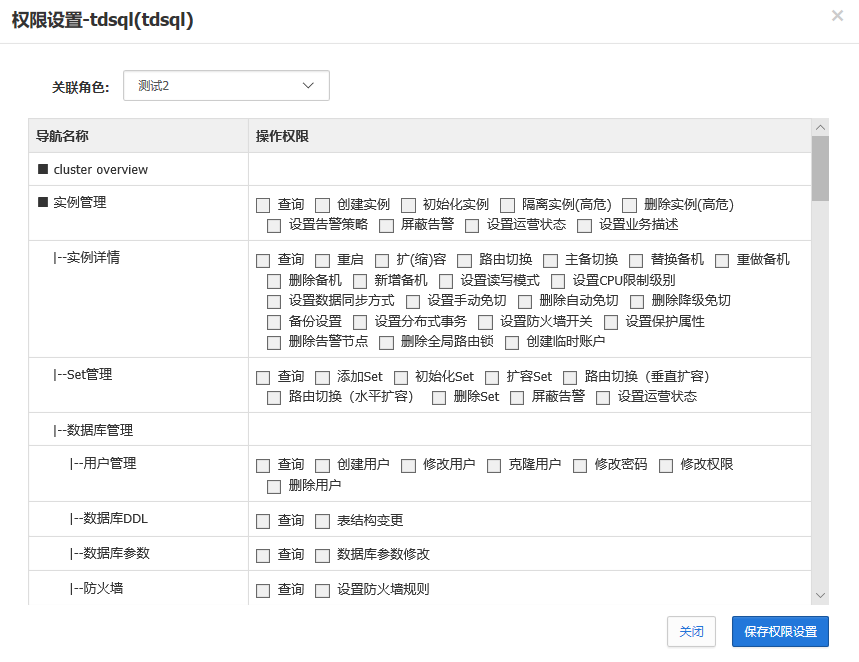 权限设置-tdsql(tdsql)
关联角色: 测试2
导航名称 操作权限
cluster overview
实例管理 查询 创建实例 初始化实例 隔离实例(高危) 删除实例(高危)
设置告警策略 屏蔽告警 设置运营状态 设置业务描述
|--实例详情 查询 重启 扩(缩)容 路由切换 主备切换 替换备机 重做备机
删除备机 新增备机 设置读写模式 设置CPU限制级别
设置数据同步方式 设置手动免切 删除自动免切 删除降级免切
备份设置 设置分布式事务 设置防火墙开关 设置保护属性
删除告警节点 删除全局路由锁 创建临时账户
|--Set管理 查询 添加Set 初始化Set 扩容Set 路由切换（垂直扩容）
路由切换（水平扩容） 删除Set 屏蔽告警 设置运营状态
|--数据库管理
|--用户管理 查询 创建用户 修改用户 克隆用户 修改密码 修改权限
删除用户
|--数据库DDL 查询 表结构变更
|--数据库参数 查询 数据库参数修改
|--防火墙 查询 设置防火墙规则
关闭 保存权限设置